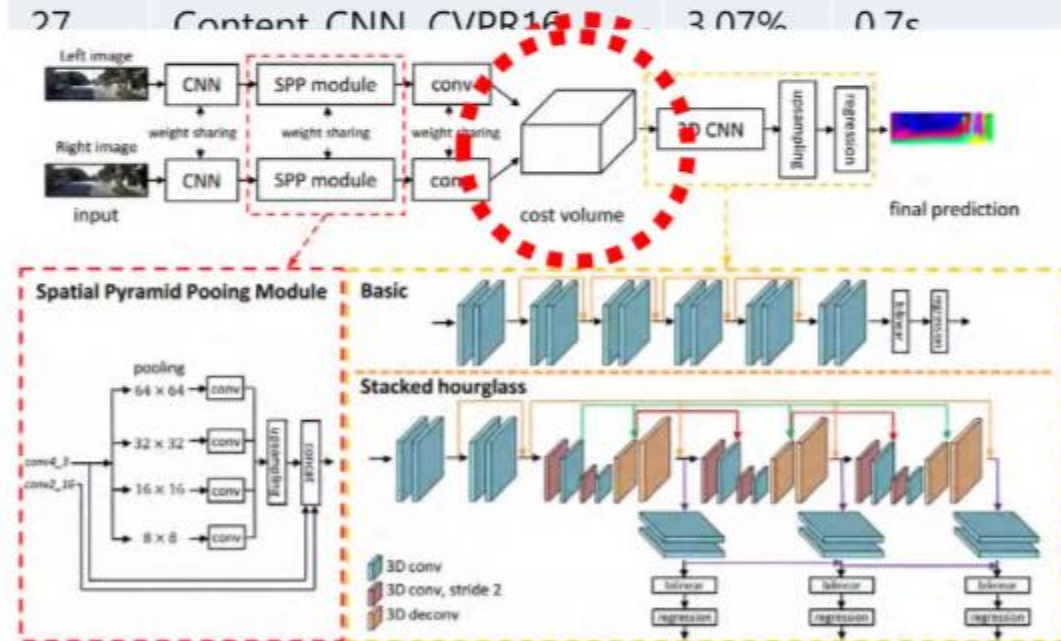 27 Content_CNN_CVPR16 3.07% 0.7s
Left image
CNN SPP module conv
weight sharing weight sharing weight sharing
3D CNN upsampling regression
Right image
CNN SPP module conv
input
cost volume
final prediction
Spatial Pyramid Pooing Module
pooling
64 × 64 conv
32 × 32 conv
16 × 16 conv
8 × 8 conv
upsampling
concat
conv4_3
conv2_16
Basic
bilinear
regression
Stacked hourglass
3D conv
3D conv, stride 2
3D deconv
bilinear bilinear bilinear
regression regression regression